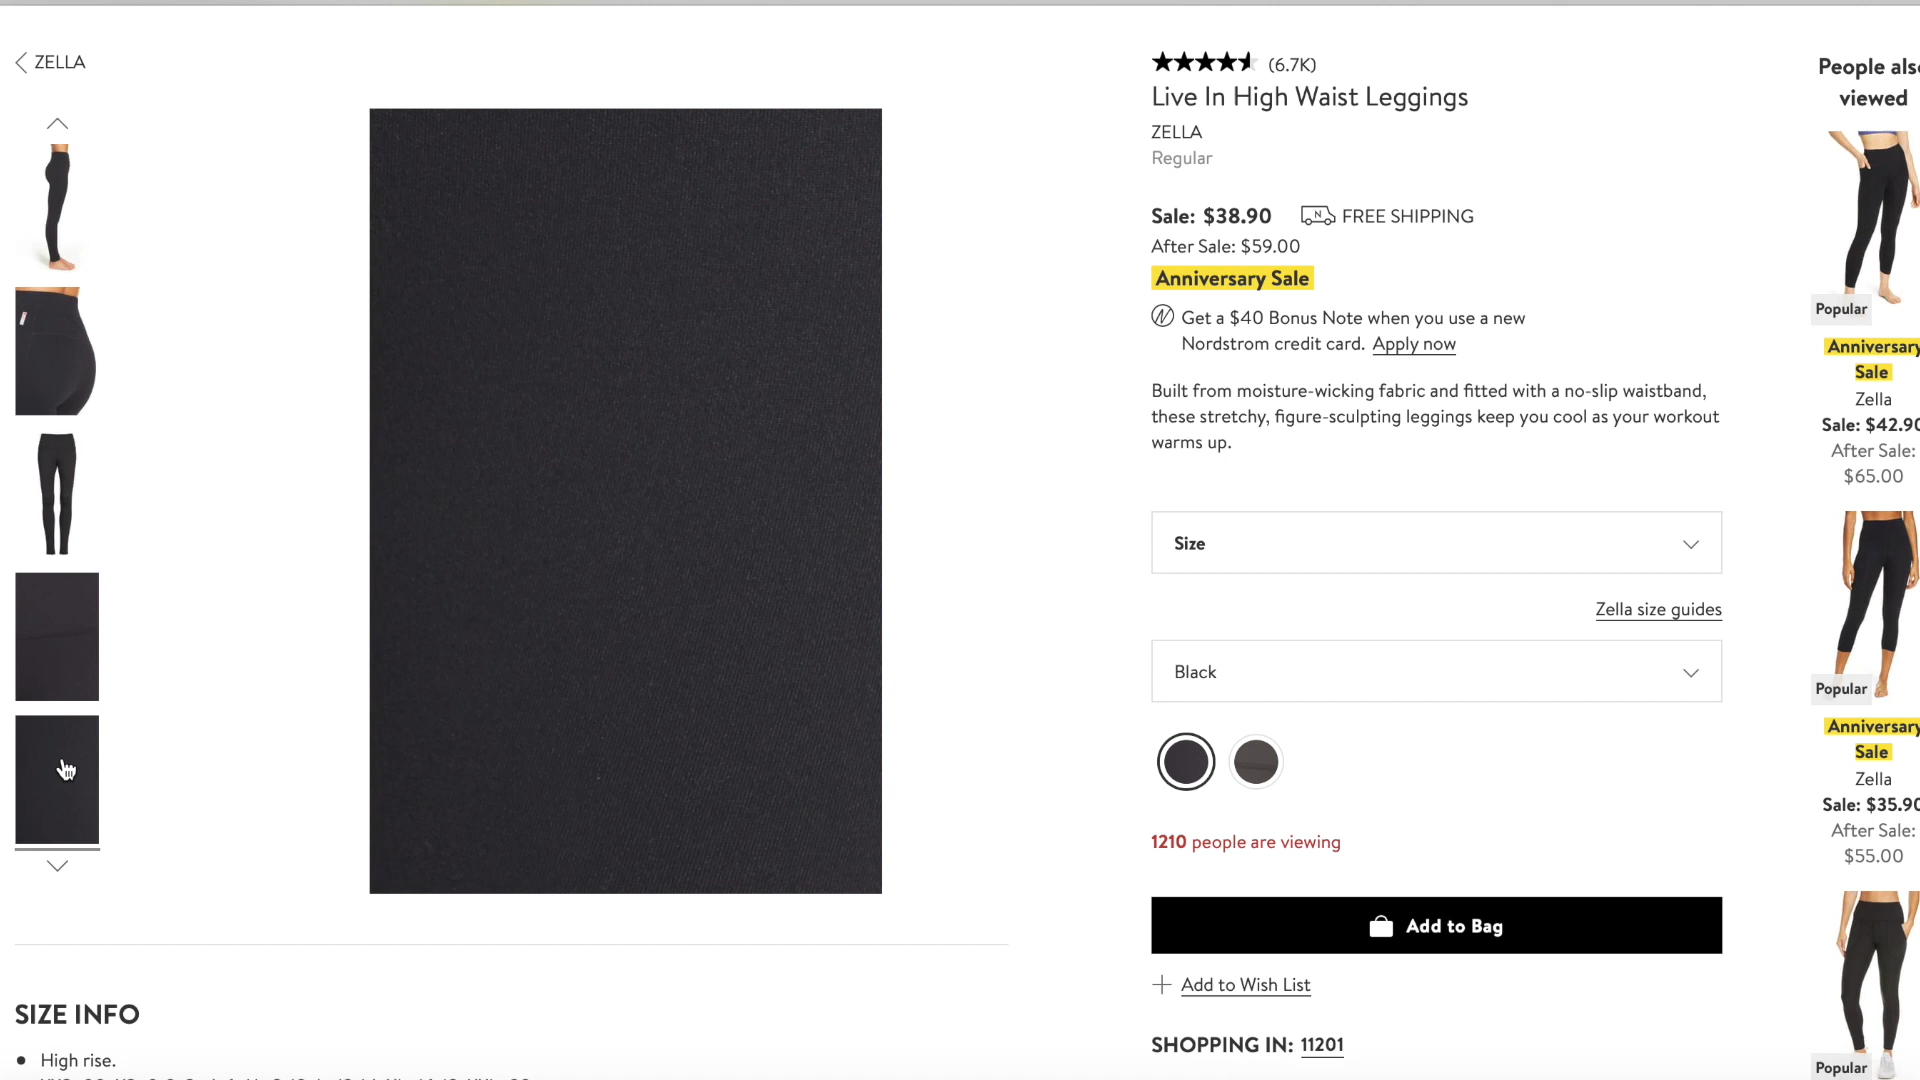 ZELLA
(6.7K)
Live In High Waist Leggings
ZELLA
Regular
Sale: $38.90
FREE SHIPPING
After Sale: $59.00
Anniversary Sale
Get a $40 Bonus Note when you use a new
Nordstrom credit card. Apply now
Built from moisture-wicking fabric and fitted with a no-slip waistband,
these stretchy, figure-sculpting leggings keep you cool as your workout
warms up.
Size
Zella size guides
Black
1210 people are viewing
Add to Bag
Add to Wish List
SHOPPING IN: 11201
SIZE INFO
High rise.
People als
viewed
Popular
Anniversary
Sale
Zella
Sale: $42.90
After Sale:
$65.00
Popular
Anniversary
Sale
Zella
Sale: $35.90
After Sale:
$55.00
Popular